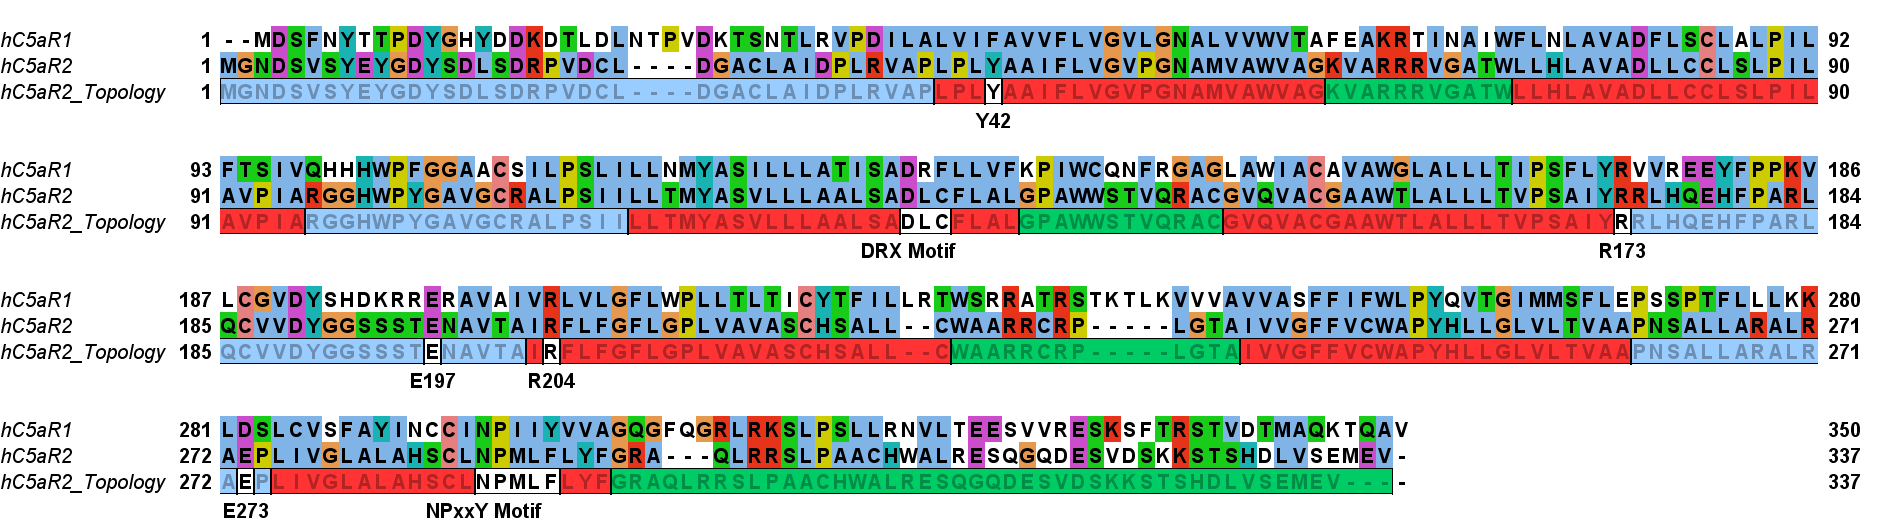 hC5aR1 1 --MDSFNYTTPDYGHYDDKDTLDLNTPVDKTSNTLRVPDILALVIFAVVFLVGVLGNALVVWVTAFEAKRTINAIWFLNLAVADFLSCLALPIL 92
hC5aR2 1 MGNDSVSYEYGDYSDLSDRPVDCL----DGACLAIDPLRVAPLPLYAAIFLVGVPGNAMVAWVAGKVARRRVGATWLLHLAVADLLCCLSLPIL 90
hC5aR2_Topology 1 MGNDSVSYEYGDYSDLSDRPVDCL----DGACLAIDPLRVAPLPLYAAIFLVGVPGNAMVAWVAGKVARRRVGATWLLHLAVADLLCCLSLPIL 90
Y42
hC5aR1 93 FTSIVQHHHWPFGGAACSILPSLILLNMYASILLLATISADRFLLVFKPIWCQNFRGAGLAWIACAVAWGLALLLTIPSFLYRVVREEYFPPKV 186
hC5aR2 91 AVPIARGGHWPYGAVGCRALPSIILLTMYASVLLLAALSADLCFLALGPAWWSTVQRACGVQVACGAAWTLALLLTVPSAIYRRLHQEHFPARL 184
hC5aR2_Topology 91 AVPIARGGHWPYGAVGCRALPSIILLTMYASVLLLAALSADLCFLALGPAWWSTVQRACGVQVACGAAWTLALLLTVPSAIYRRLHQEHFPARL 184
DRX Motif R173
hC5aR1 187 LCGVDYSHDKRRERAVAIVRLVLGFLWPLLTLTICYTFILLRTWSRRATRSTKTLKVVVAVVASFFIFWLPYQVTGIMMSFLEPSSPTFLLLKK 280
hC5aR2 185 QCVVDYGGSSSTENAVTAIRFLFGFLGPLVAVASCHSALL--CWAARRCRP-----LGTAIVVGFFVCWAPYHLLGLVLTVAAPNSALLARALR 271
hC5aR2_Topology 185 QCVVDYGGSSSTENAVTAIRFLFGFLGPLVAVASCHSALL--CWAARRCRP-----LGTAIVVGFFVCWAPYHLLGLVLTVAAPNSALLARALR 271
E197 R204
hC5aR1 281 LDSLCVSFAYINCCINPIIYVVAGQGFQGRLRKSLPSLLRNVLTEESVVRESKSFTRSTVDTMAQKTQAV 350
hC5aR2 272 AEPLIVGLALAHSCLNPMLFLYFGRA---QLRRSLPAACHWALRESQGQDESVDSKKSTSHDLVSEMEV- 337
hC5aR2_Topology 272 AEPLIVGLALAHSCLNPMLFLYFGRAQLRRSLPAACHWALRESQGQDESVDSKKSTSHDLVSEMEV---- 337
E273 NPxxY Motif